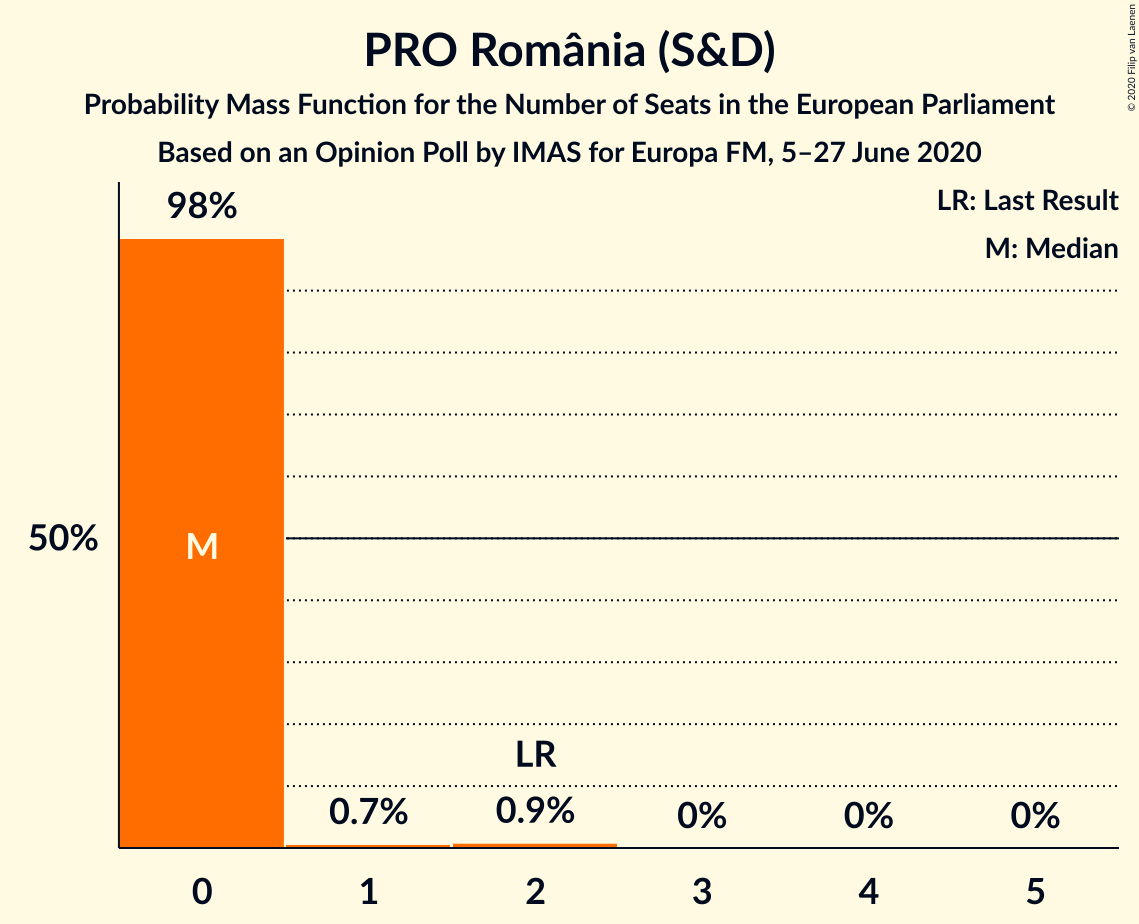 PRO România (S&D)
Probability Mass Function for the Number of Seats in the European Parliament
Based on an Opinion Poll by IMAS for Europa FM, 5–27 June 2020
© 2020 Filip van Laenen
LR: Last Result
M: Median
98%
50%
M
LR
0.7%
0.9%
0%
0%
0%
0
1
2
3
4
5